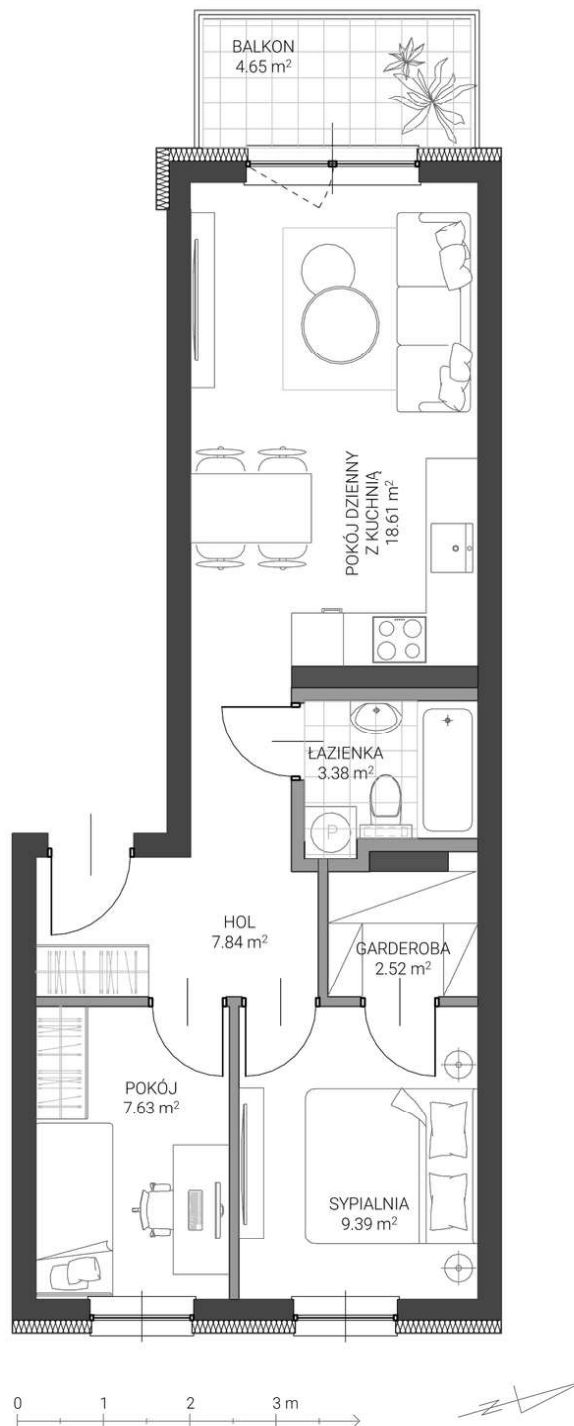 BALKON
4.65 m²
POKÓJ DZIENNY
Z KUCHNIĄ
18.61 m²
ŁAZIENKA
3.38 m²
P
HOL
7.84 m²
GARDEROBA
2.52 m²
POKÓJ
7.63 m²
SYPIALNIA
9.39 m²
0 1 2 3 m
N